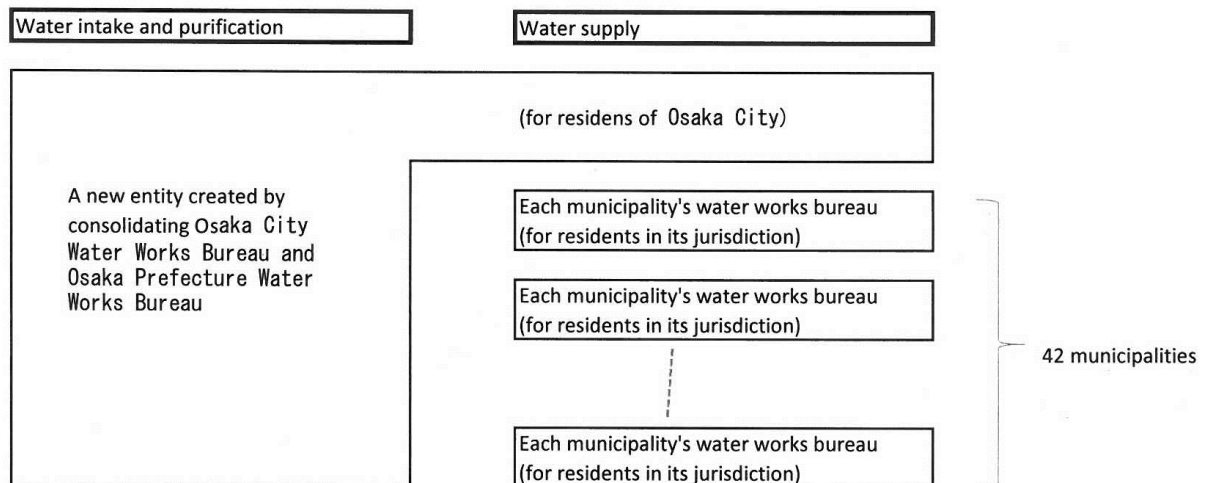 Water intake and purification
Water supply
(for residens of Osaka City)
A new entity created by
consolidating Osaka City
Water Works Bureau and
Osaka Prefecture Water
Works Bureau
Each municipality's water works bureau
(for residents in its jurisdiction)
Each municipality's water works bureau
(for residents in its jurisdiction)
42 municipalities
Each municipality's water works bureau
(for residents in its jurisdiction)